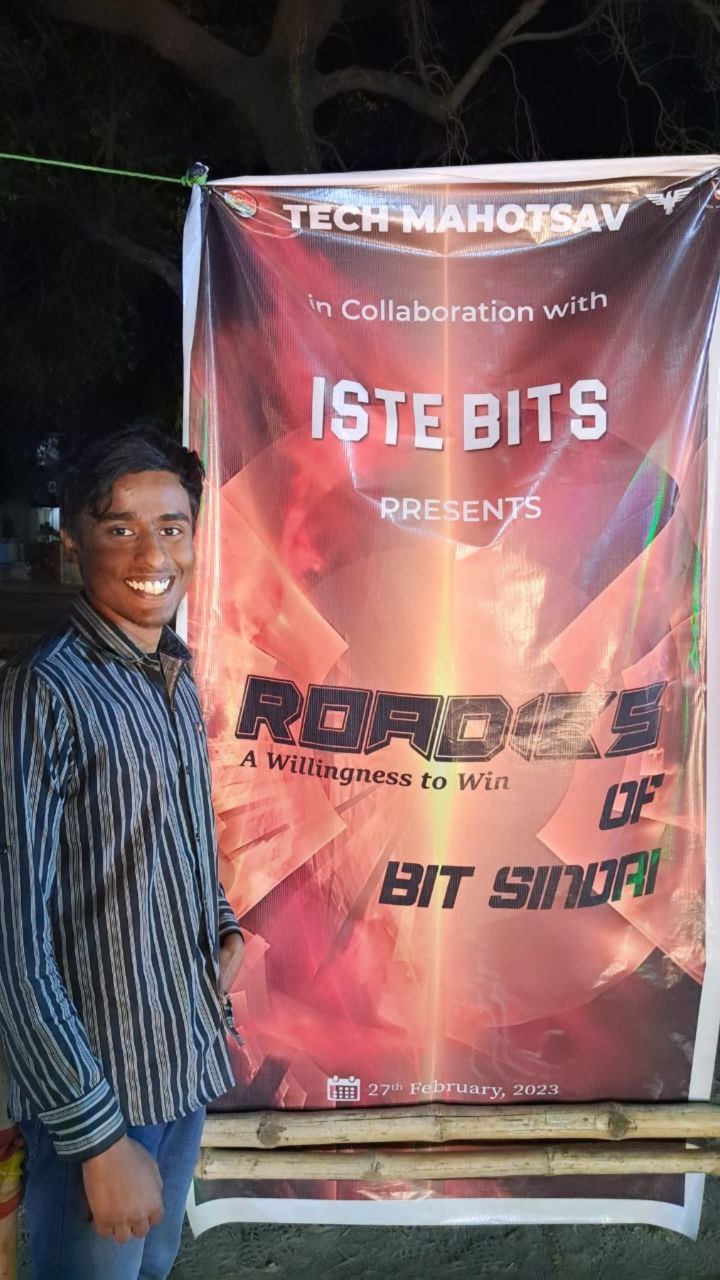 TECH MAHOTSAV
in Collaboration with
ISTE BITS
PRESENTS
ROADIES
A Willingness to Win
OF
BIT SINDRI
27th February, 2023